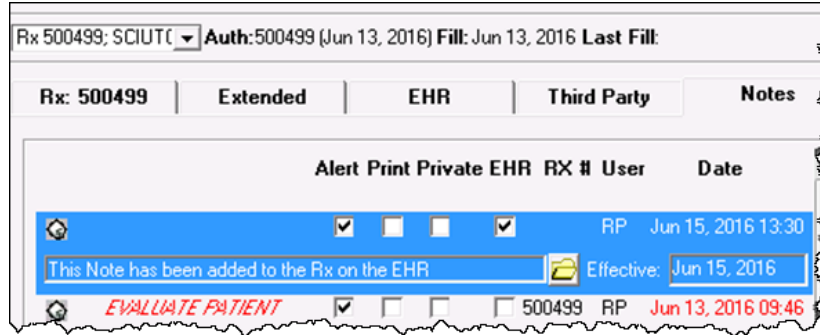 Rx 500499; SCIUT( Auth:500499 (Jun 13, 2016) Fill: Jun 13, 2016 Last Fill:
Rx: 500499 Extended EHR Third Party Notes
Alert Print Private EHR RX # User Date
RP Jun 15, 2016 13:30
This Note has been added to the Rx on the EHR Effective: Jun 15, 2016
EVALUATE PATIENT 500499 RP Jun 13, 2016 09:46